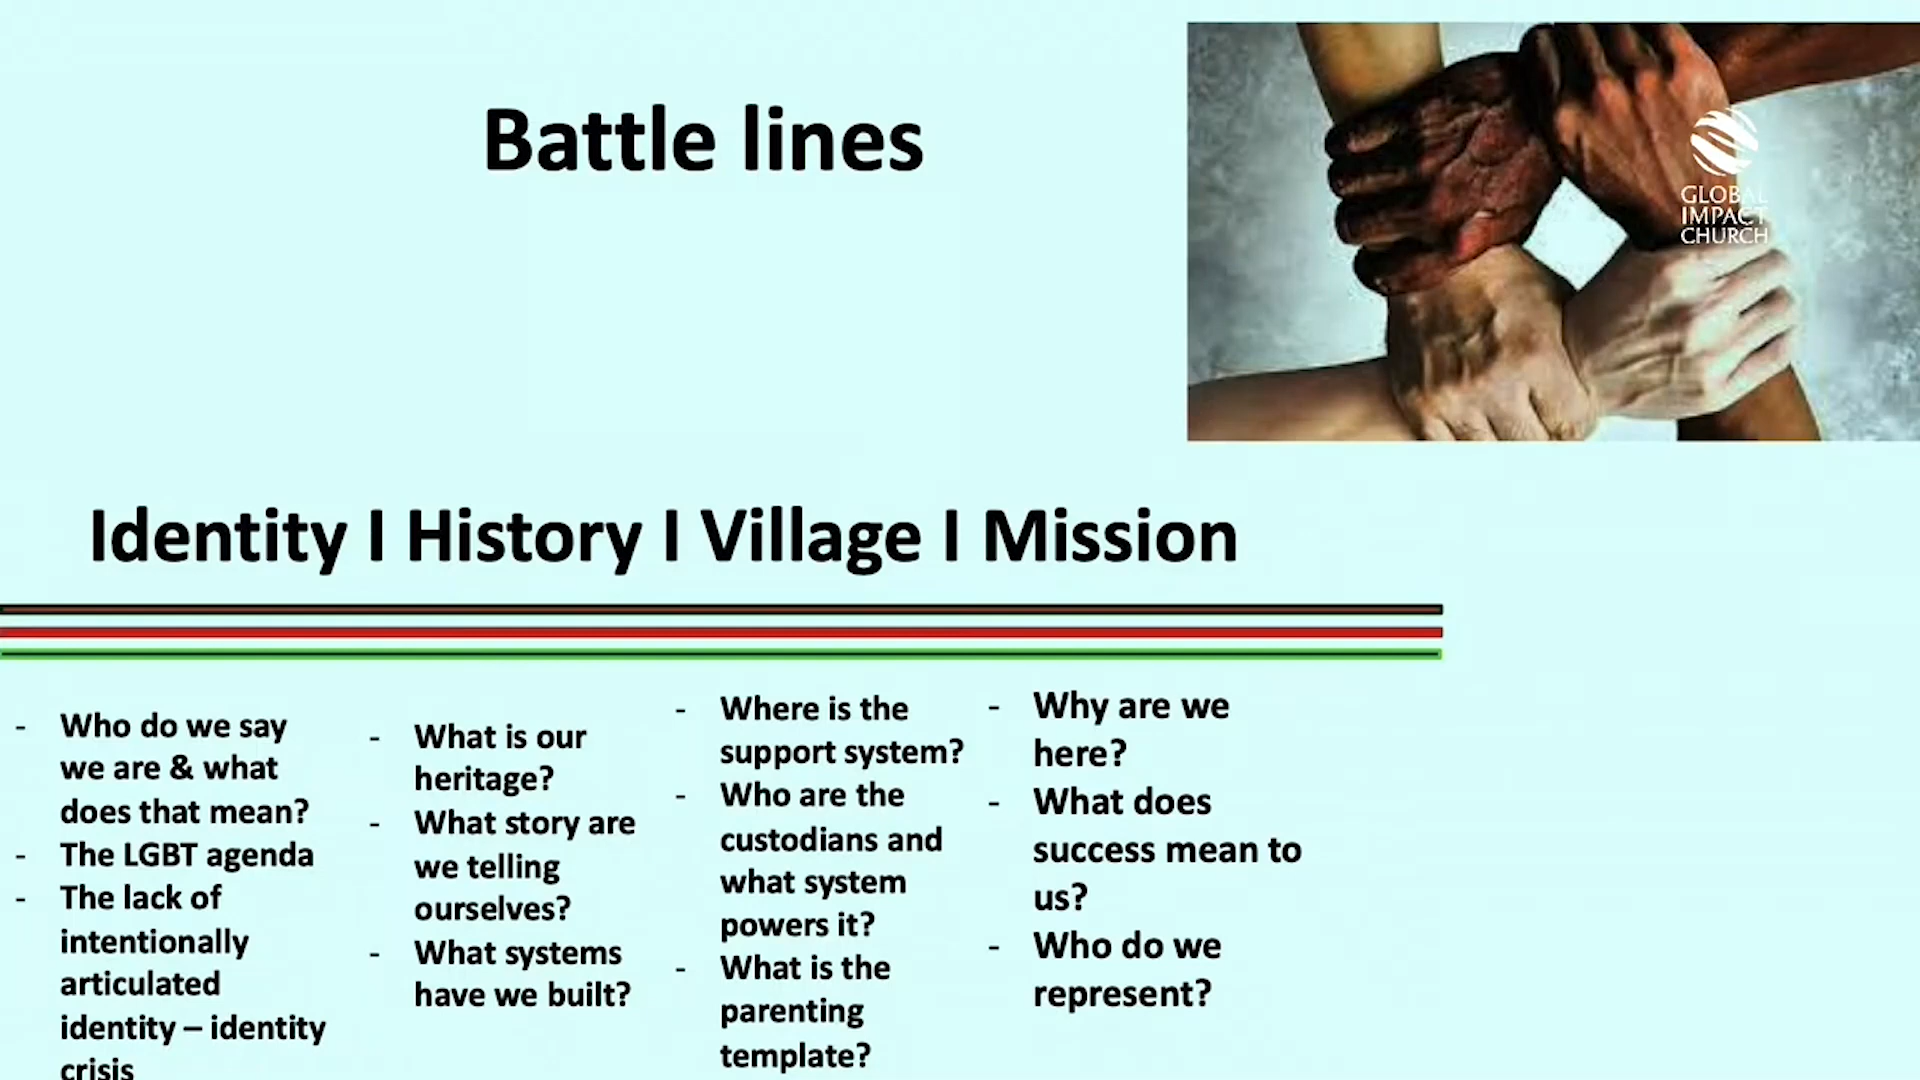 Battle lines
GLOBAL
IMPACT
CHURCH
Identity I History I Village I Mission
- Who do we say
we are & what
does that mean?
- The LGBT agenda
- The lack of
intentionally
articulated
identity – identity
crisis
- What is our
heritage?
- What story are
we telling
ourselves?
- What systems
have we built?
- Where is the
support system?
- Who are the
custodians and
what system
powers it?
- What is the
parenting
template?
- Why are we
here?
- What does
success mean to
us?
- Who do we
represent?